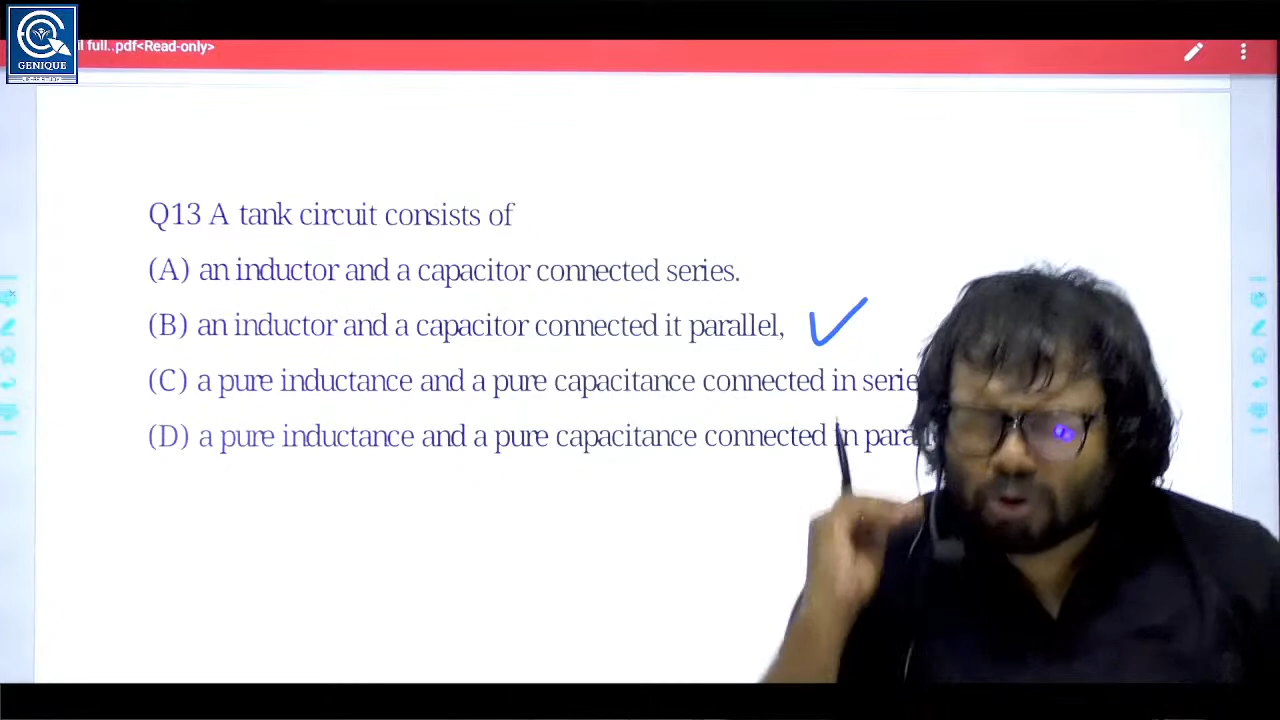 GENIQUE
il full..pdf<Read-only>
Q13 A tank circuit consists of
(A) an inductor and a capacitor connected series.
(B) an inductor and a capacitor connected it parallel,
(C) a pure inductance and a pure capacitance connected in serie
(D) a pure inductance and a pure capacitance connected in para